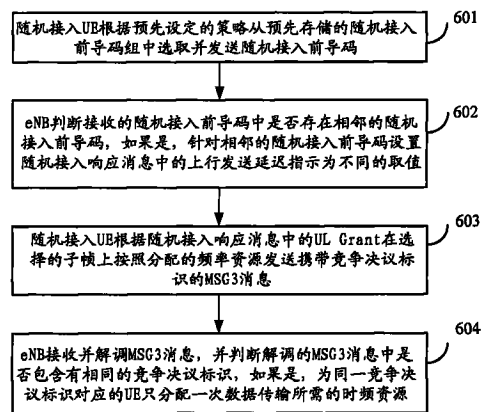 随机接入UE根据预先设定的策略从预先存储的随机接入
前导码组中选取并发送随机接入前导码
601
eNB判断接收的随机接入前导码中是否存在相邻的随机
接入前导码，如果是，针对相邻的随机接入前导码设置
随机接入响应消息中的上行发送延迟指示为不同的取值
602
随机接入UE根据随机接入响应消息中的UL Grant在选
择的子帧上按照分配的频率资源发送携带竞争决议标
识的MSG3消息
603
eNB接收并解调MSG3消息，并判断解调的MSG3消息中是
否包含有相同的竞争决议标识，如果是，为同一竞争决
议标识对应的UE只分配一次数据传输所需的时频资源
604